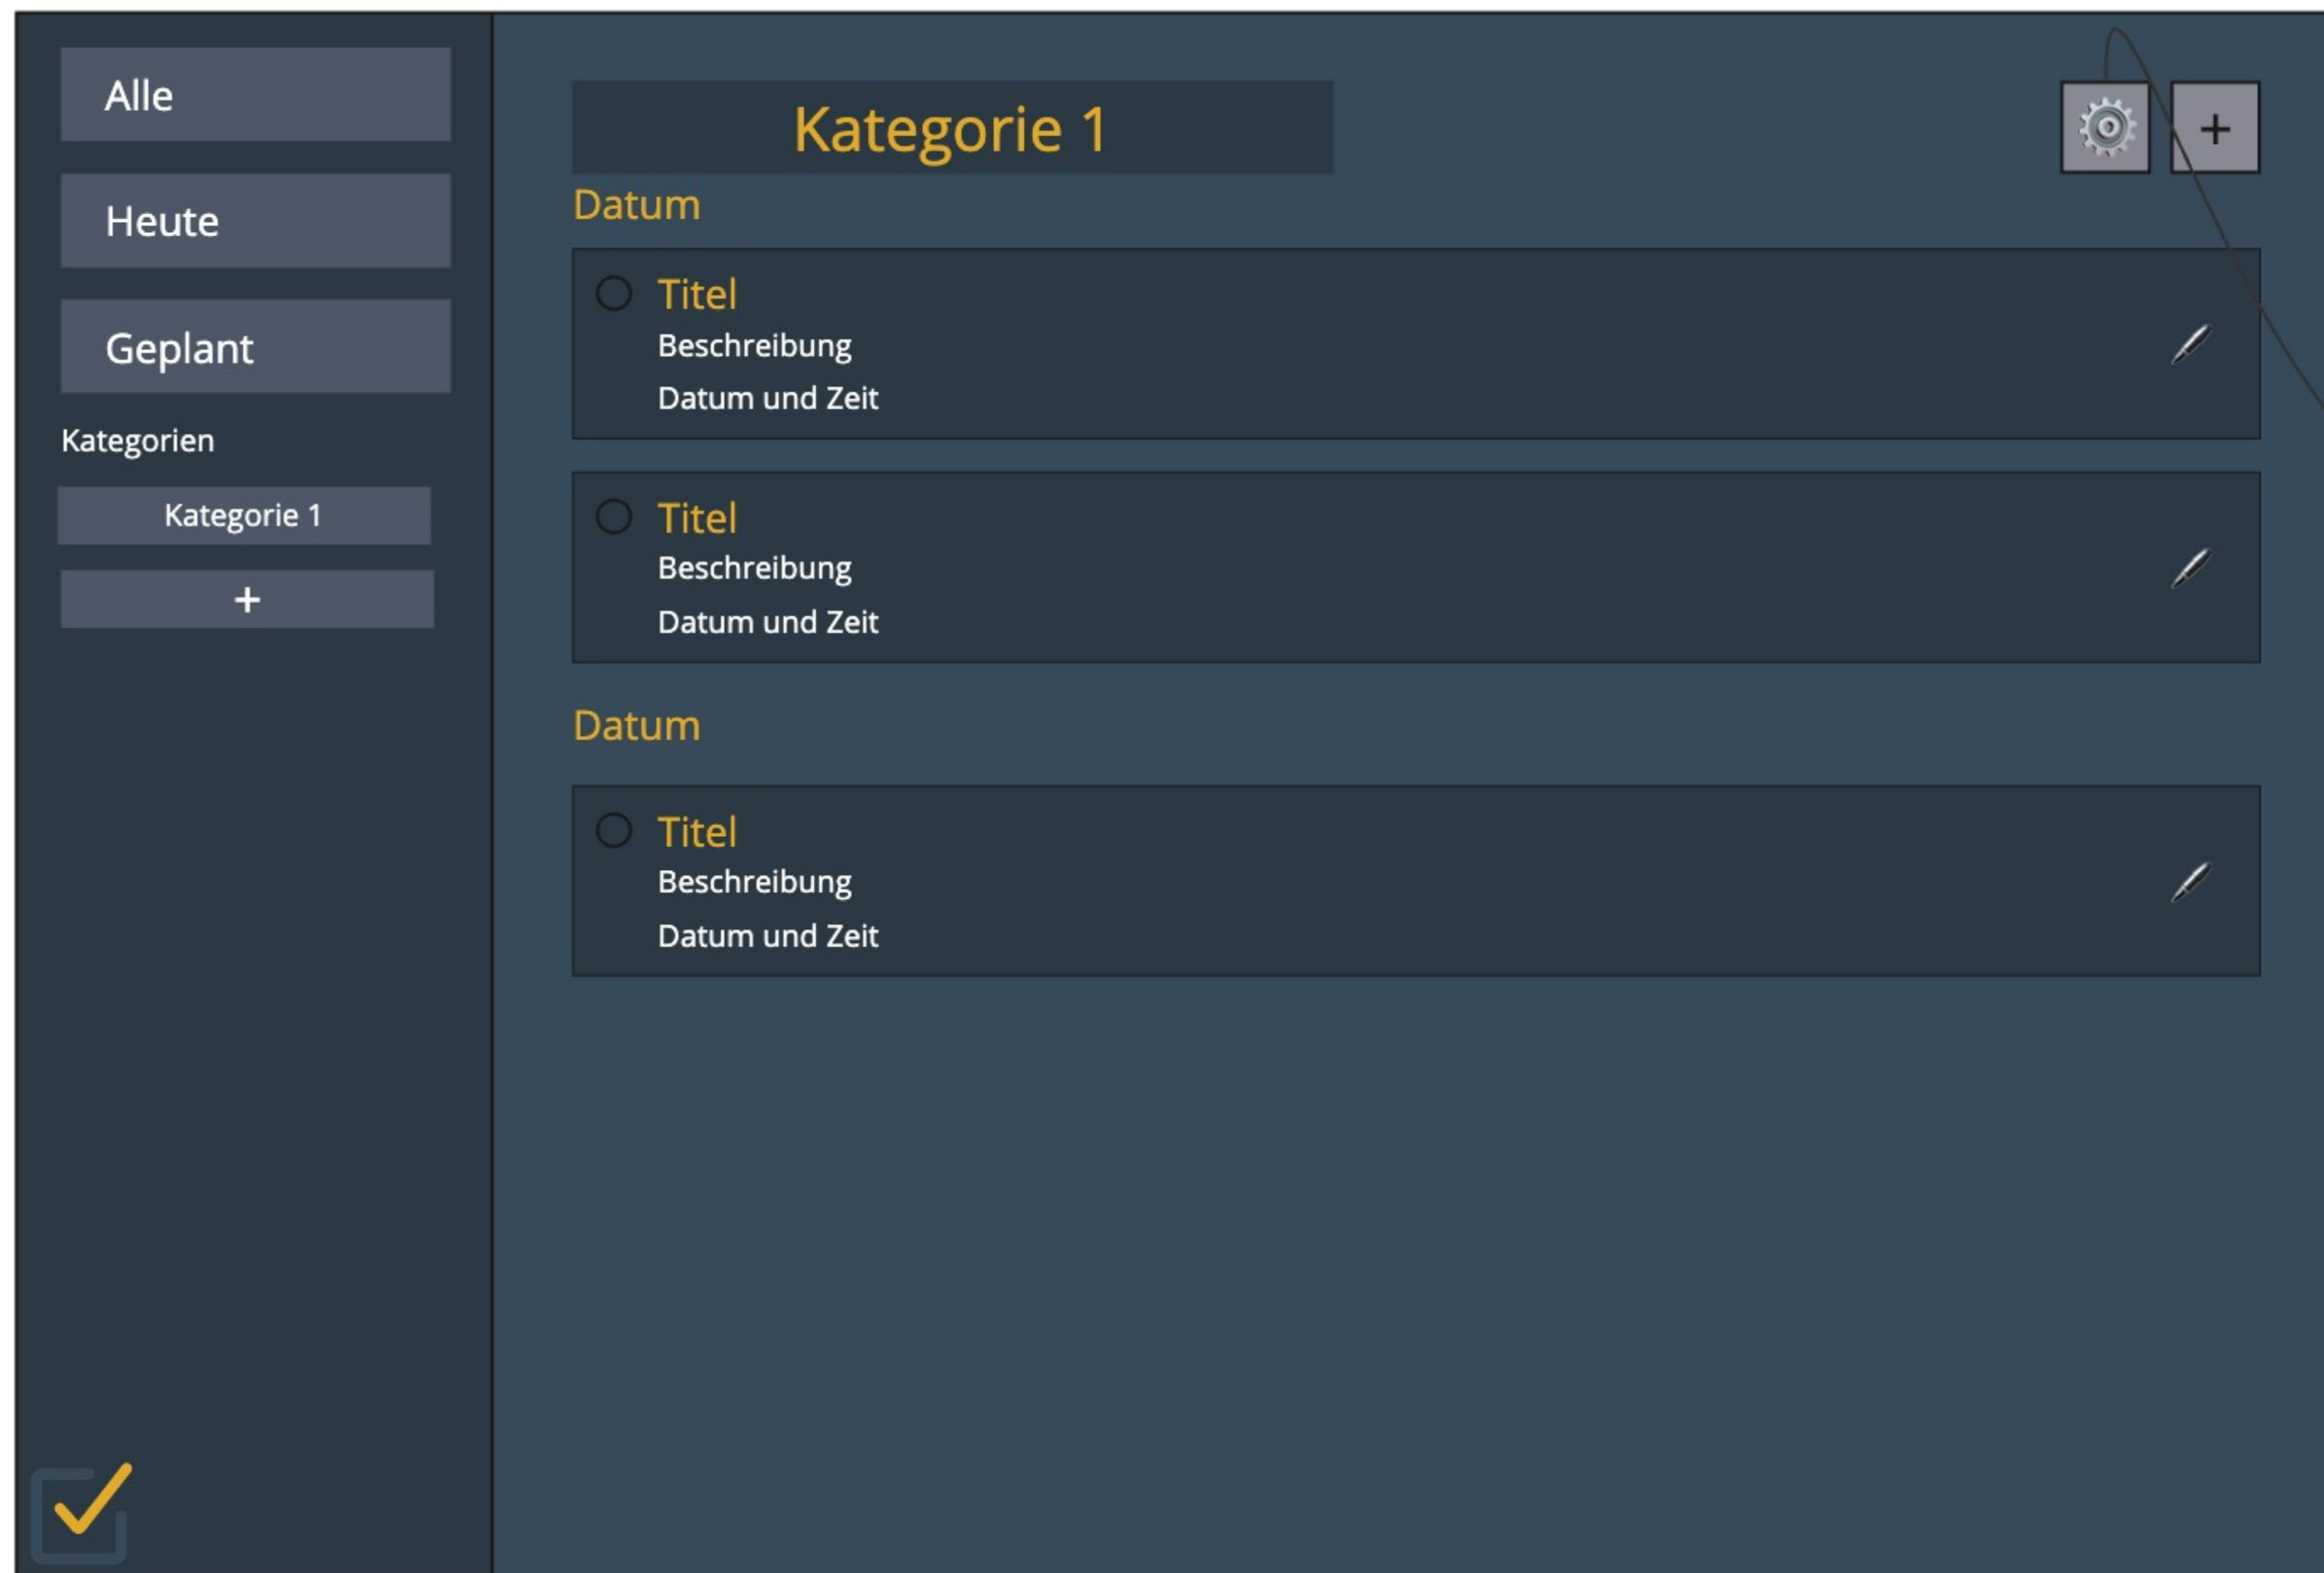 Alle
Heute
Geplant
Kategorien
Kategorie 1
+
Kategorie 1
+
Datum
Titel
Beschreibung
Datum und Zeit
Titel
Beschreibung
Datum und Zeit
Datum
Titel
Beschreibung
Datum und Zeit